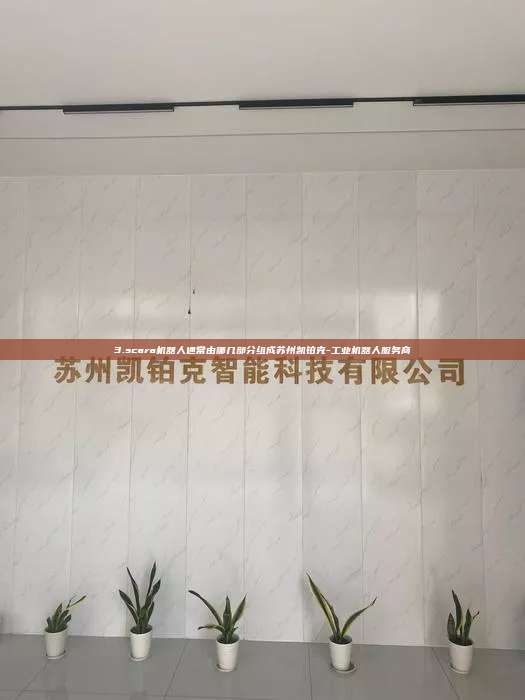 3.scara机器人通常由哪几部分组成苏州凯铂克-工业机器人服务商
苏州凯铂克智能科技有限公司